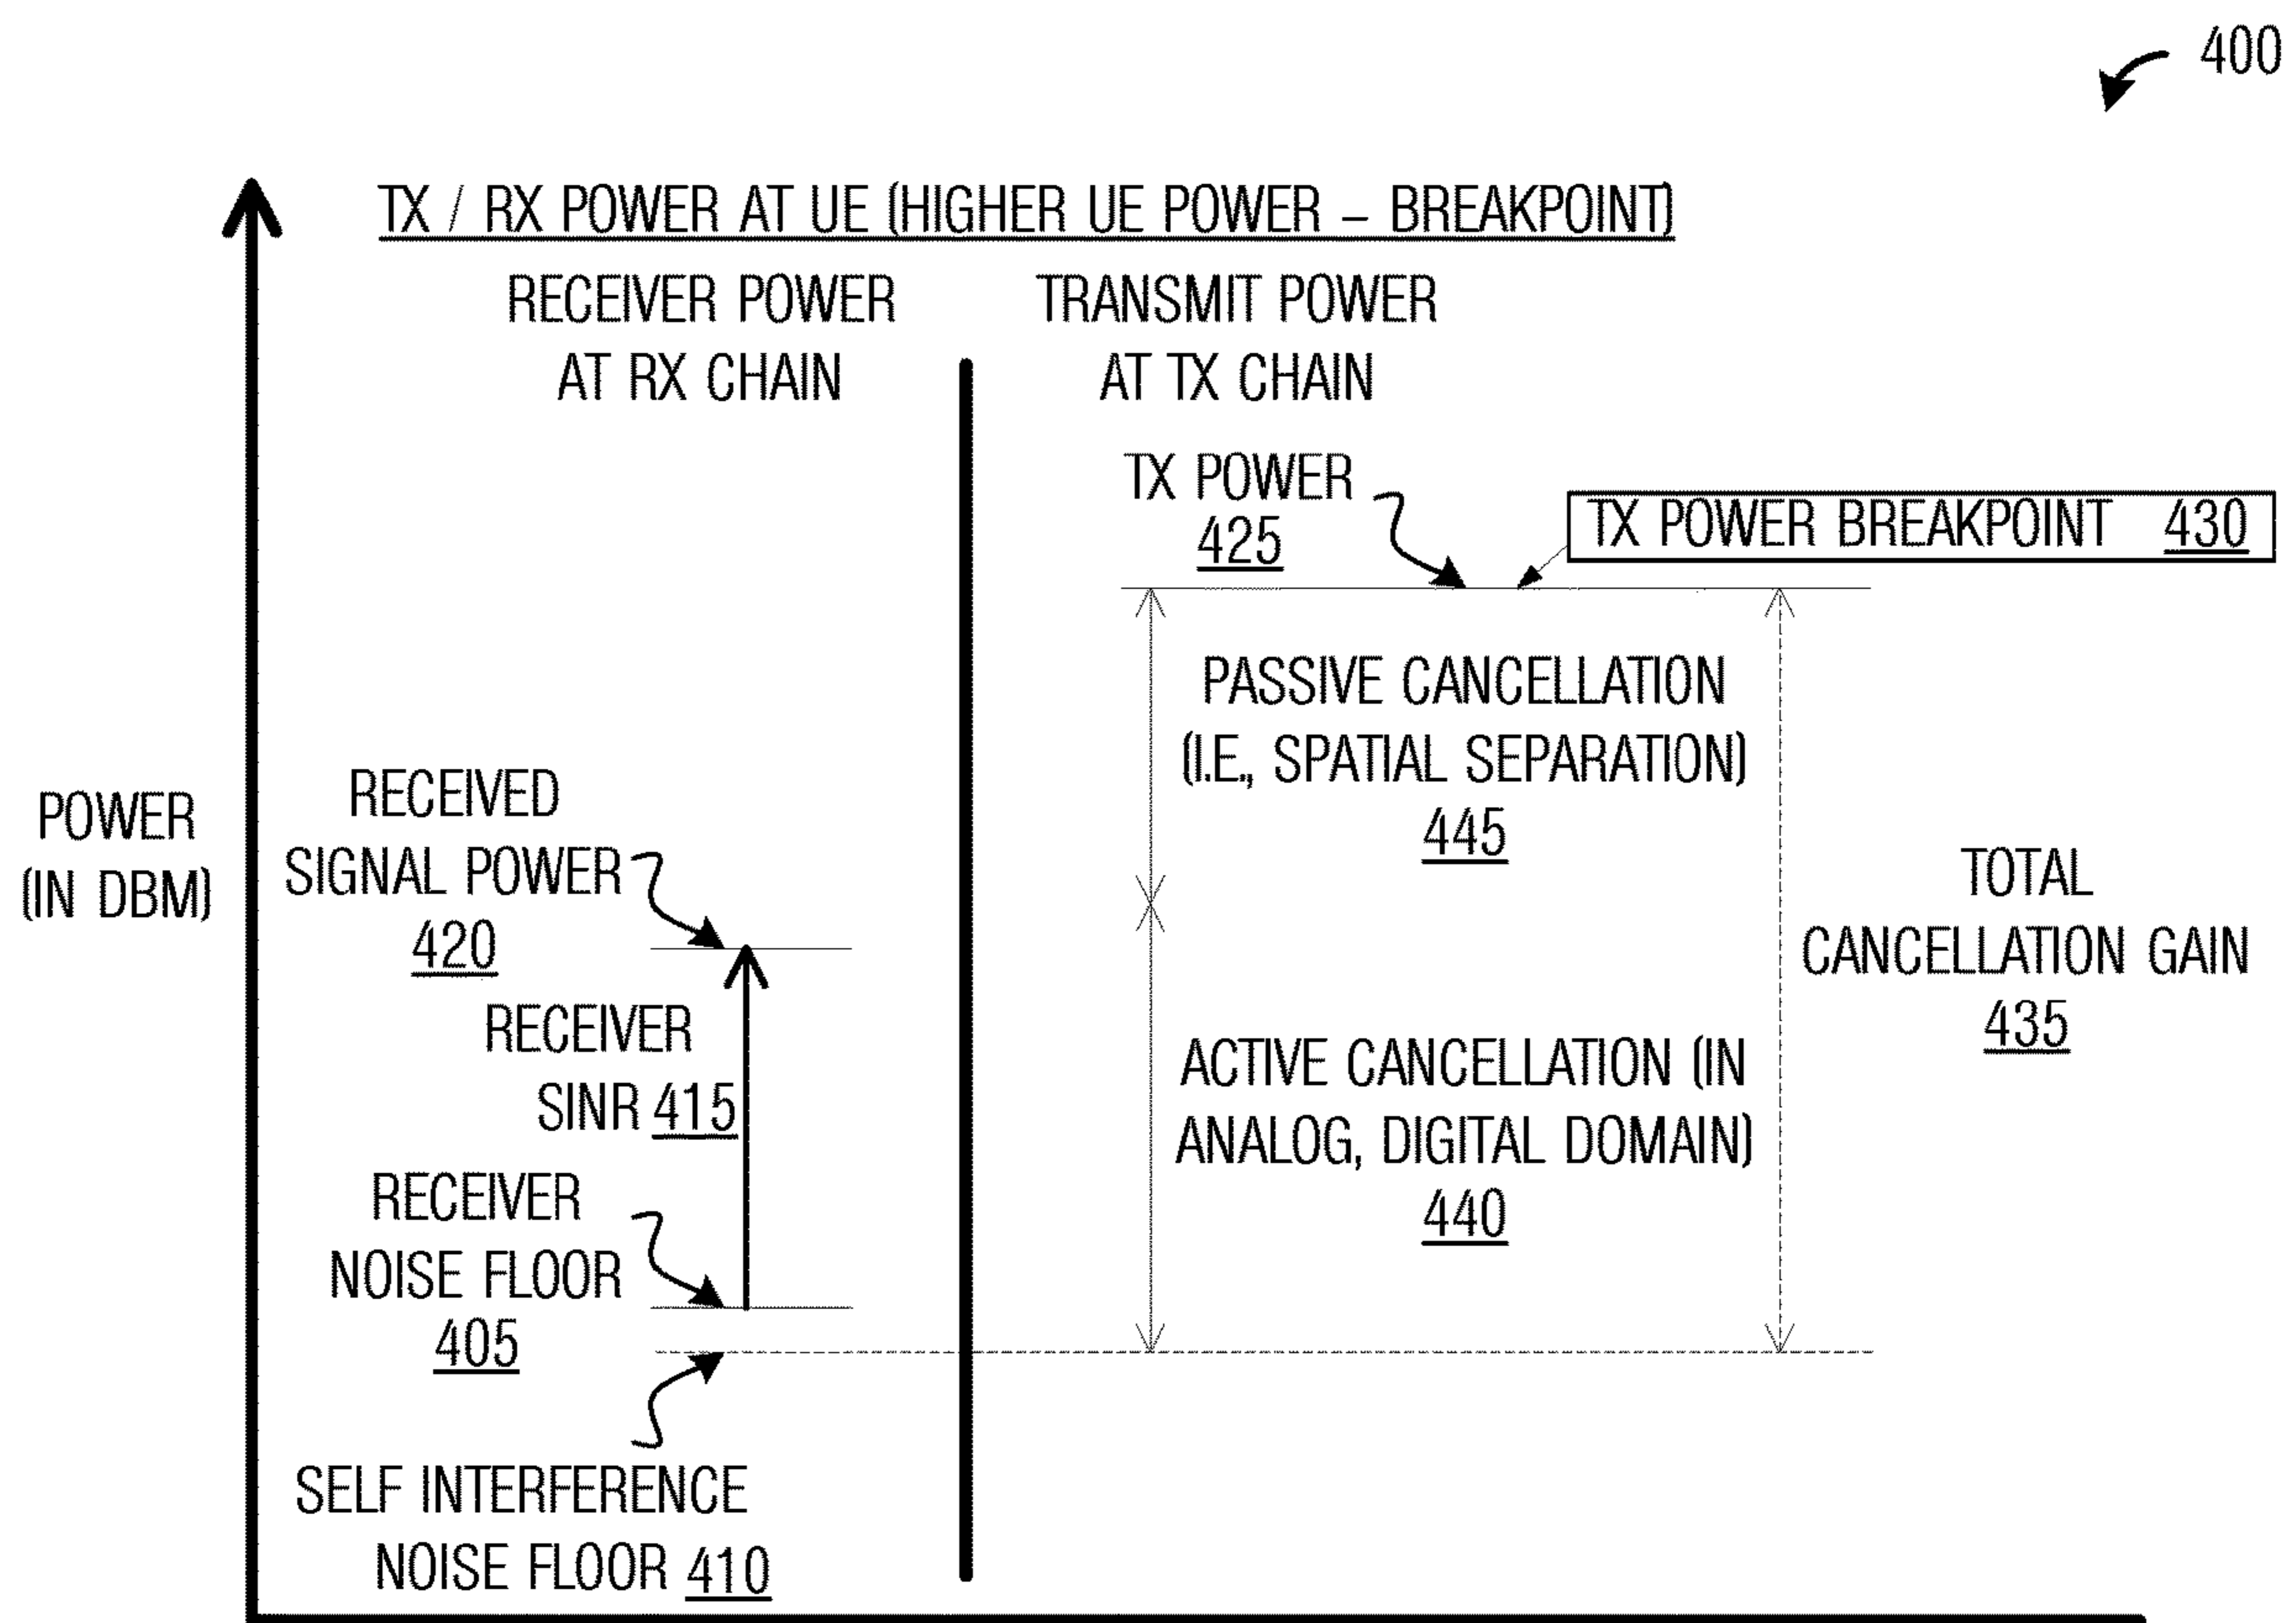 400
TX / RX POWER AT UE (HIGHER UE POWER – BREAKPOINT)
RECEIVER POWER
AT RX CHAIN
TRANSMIT POWER
AT TX CHAIN
TX POWER
425
TX POWER BREAKPOINT 430
PASSIVE CANCELLATION
(I.E., SPATIAL SEPARATION)
445
POWER
(IN DBM)
RECEIVED
SIGNAL POWER
420
TOTAL
CANCELLATION GAIN
435
RECEIVER
SINR 415
ACTIVE CANCELLATION (IN
ANALOG, DIGITAL DOMAIN)
440
RECEIVER
NOISE FLOOR
405
SELF INTERFERENCE
NOISE FLOOR 410